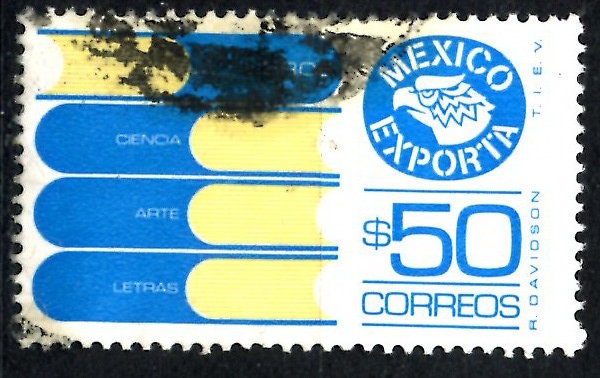 CIENCIA
ARTE
LETRAS
MEXICO
EXPORTA
$50
CORREOS
T.I.E.V.
R. DAVIDSON